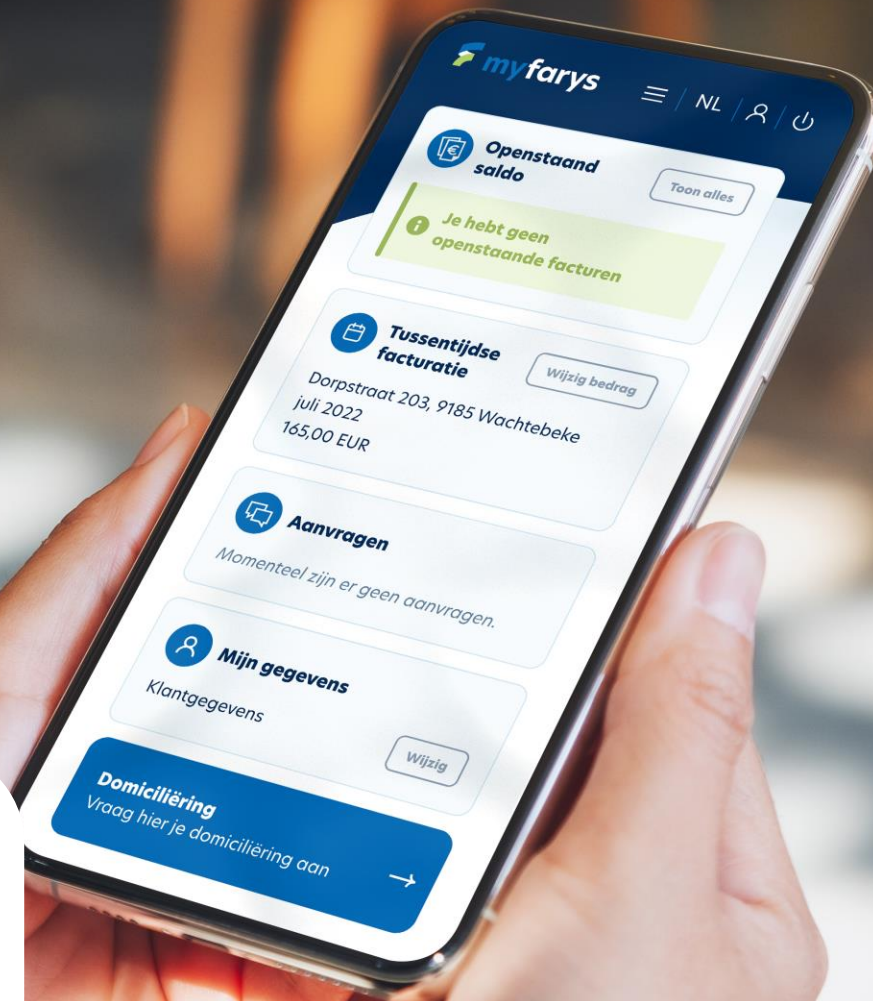 myfarys
NL
Openstaand
saldo
Toon alles
Je hebt geen
openstaande facturen
Tussentijdse
facturatie
Wijzig bedrag
Dorpstraat 203, 9185 Wachtebeke
juli 2022
165,00 EUR
Aanvragen
Momenteel zijn er geen aanvragen.
Mijn gegevens
Klantgegevens
Wijzig
Domiciliëring
Vraag hier je domiciliëring aan